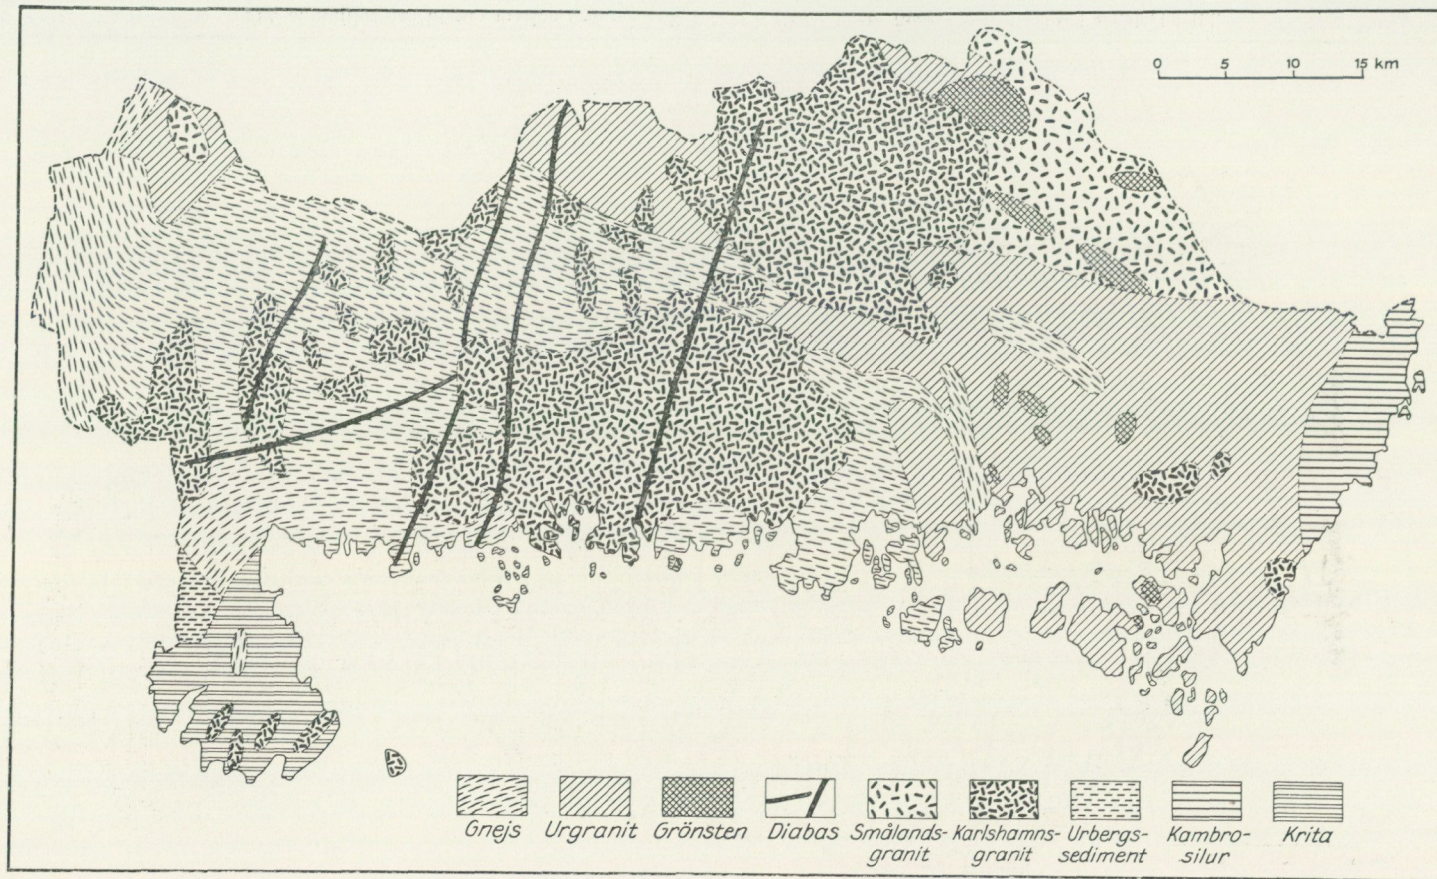 0 5 10 15 km
Gnejs Urgranit Grönsten Diabas Smålands- Karlshamns- Urbergs- Kambro- Krita
granit granit sediment silur